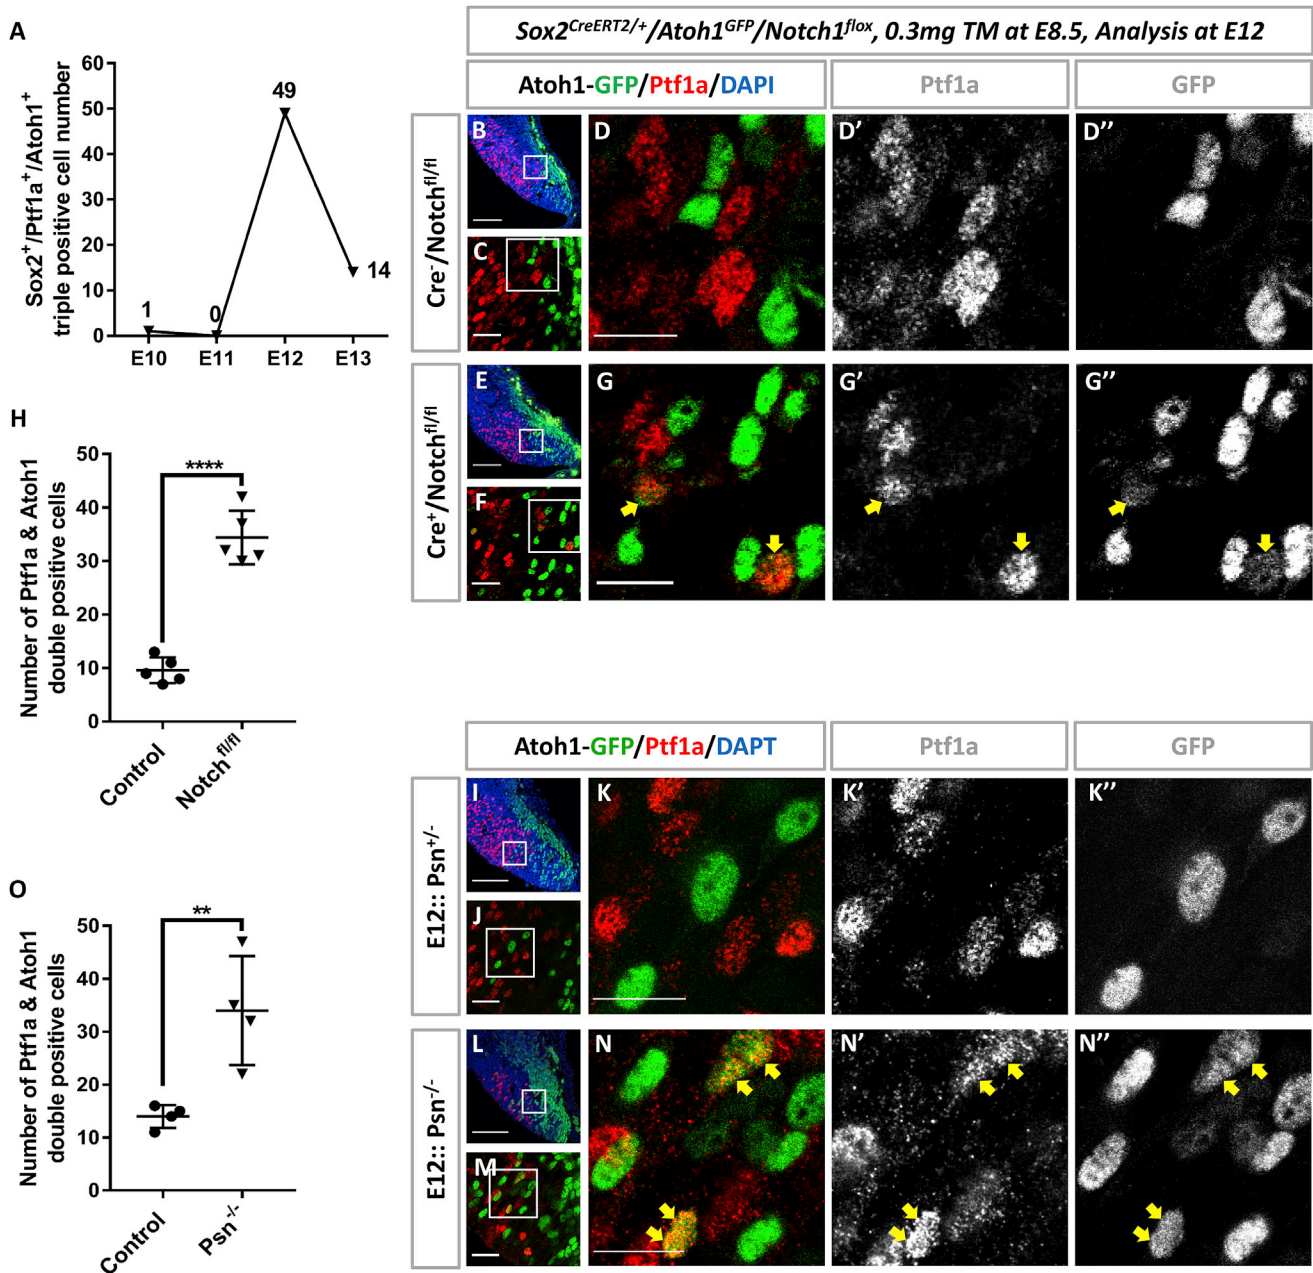 A
Sox2+/Ptf1a+/Atoh1+
triple positive cell number
60
50
40
30
20
10
0
1
0
49
14
E10 E11 E12 E13
Sox2CreERT2/+/Atoh1GFP/Notch1flox, 0.3mg TM at E8.5, Analysis at E12
Atoh1-GFP/Ptf1a/DAPI
Ptf1a
GFP
Cre-/Notchfl/fl
B
C
D
D’
D’’
Cre+/Notchfl/fl
E
F
G
G’
G’’
H
Number of Ptf1a & Atoh1
double positive cells
50
40
30
20
10
0
****
Control
Notchfl/fl
Atoh1-GFP/Ptf1a/DAPT
Ptf1a
GFP
E12:: Psn+/-
I
J
K
K’
K’’
E12:: Psn-/-
L
M
N
N’
N’’
O
Number of Ptf1a & Atoh1
double positive cells
50
40
30
20
10
0
**
Control
Psn-/-